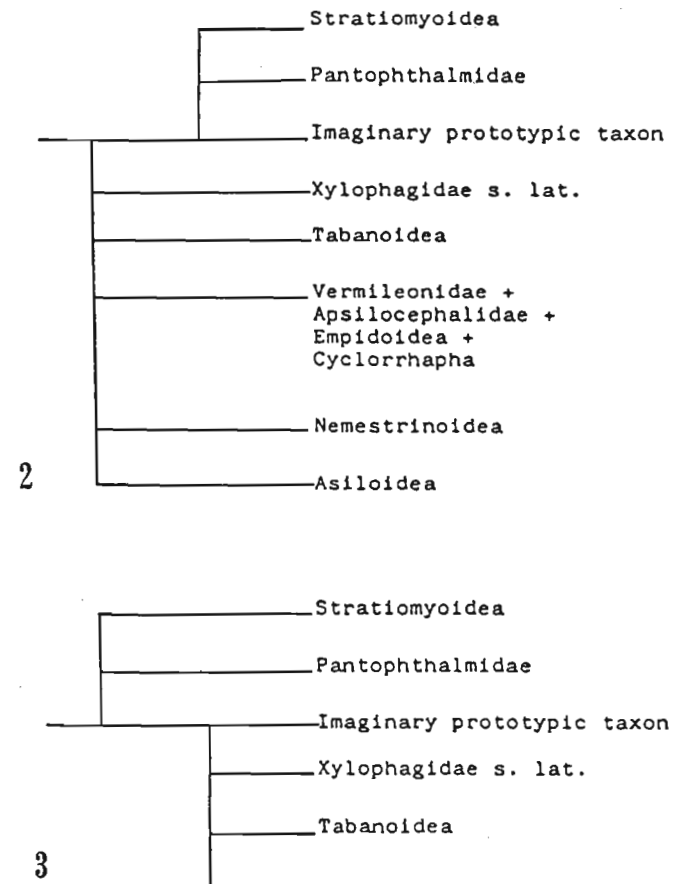 Stratiomyoidea
Pantophthalmidae
Imaginary prototypic taxon
Xylophagidae s. lat.
Tabanoidea
Vermileonidae +
Apsilocephalidae +
Empidoidea +
Cyclorrhapha
Nemestrinoidea
2
Asiloidea
Stratiomyoidea
Pantophthalmidae
Imaginary prototypic taxon
Xylophagidae s. lat.
Tabanoidea
3